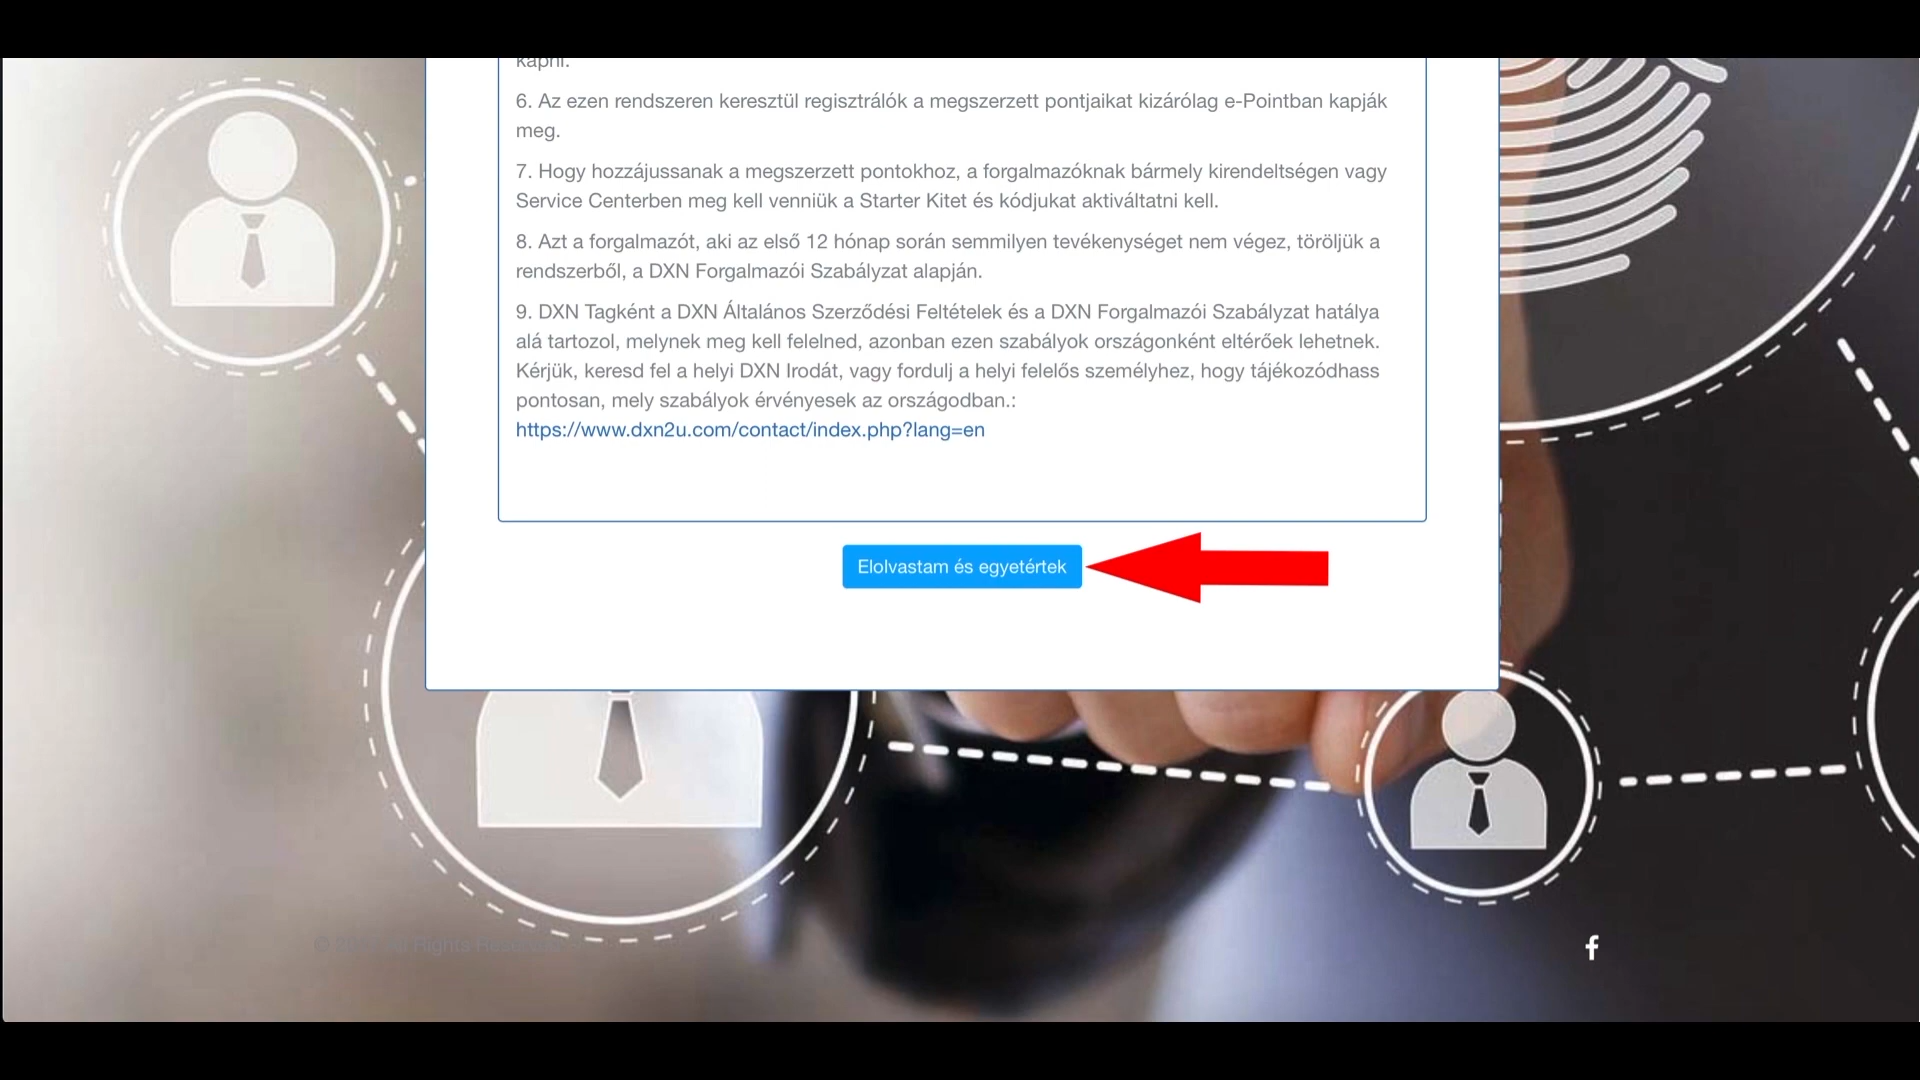 kapni.
6. Az ezen rendszeren keresztül regisztrálók a megszerzett pontjaikat kizárólag e-Pointban kapják
meg.
7. Hogy hozzájussanak a megszerzett pontokhoz, a forgalmazóknak bármely kirendeltségen vagy
Service Centerben meg kell venniük a Starter Kitet és kódjukat aktiváltatni kell.
8. Azt a forgalmazót, aki az első 12 hónap során semmilyen tevékenységet nem végez, töröljük a
rendszerből, a DXN Forgalmazói Szabályzat alapján.
9. DXN Tagként a DXN Általános Szerződési Feltételek és a DXN Forgalmazói Szabályzat hatálya
alá tartozol, melynek meg kell felelned, azonban ezen szabályok országonként eltérőek lehetnek.
Kérjük, keresd fel a helyi DXN Irodát, vagy fordulj a helyi felelős személyhez, hogy tájékozódhass
pontosan, mely szabályok érvényesek az országodban.:
https://www.dxn2u.com/contact/index.php?lang=en
Elolvastam és egyetértek
Rights